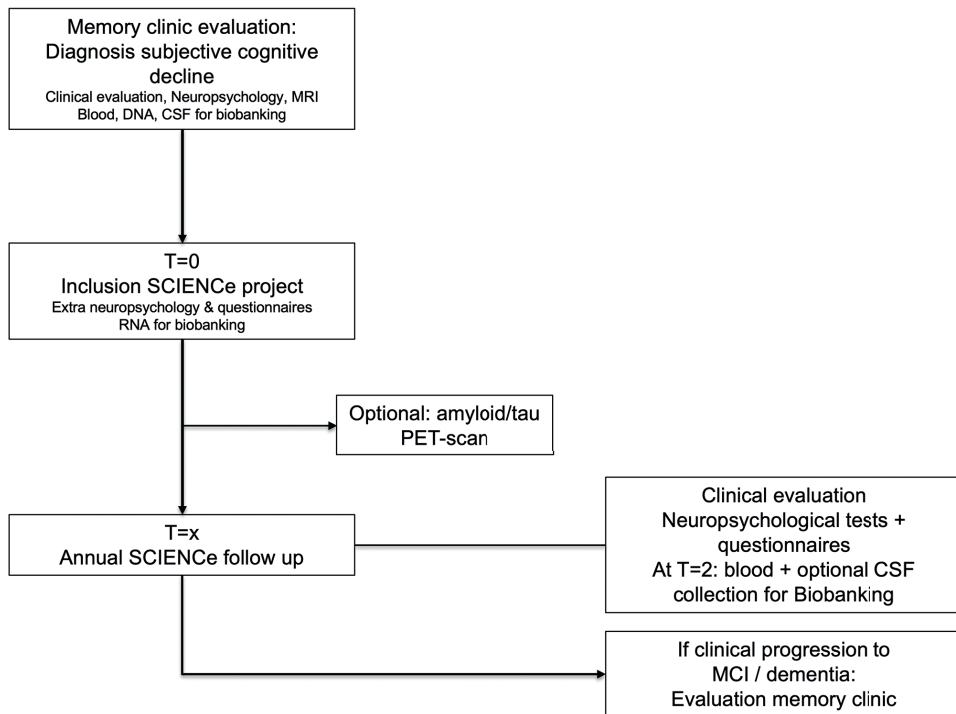 Memory clinic evaluation:
Diagnosis subjective cognitive
decline
Clinical evaluation, Neuropsychology, MRI
Blood, DNA, CSF for biobanking
T=0
Inclusion SCIENCe project
Extra neuropsychology & questionnaires
RNA for biobanking
Optional: amyloid/tau
PET-scan
T=x
Annual SCIENCe follow up
Clinical evaluation
Neuropsychological tests +
questionnaires
At T=2: blood + optional CSF
collection for Biobanking
If clinical progression to
MCI / dementia:
Evaluation memory clinic